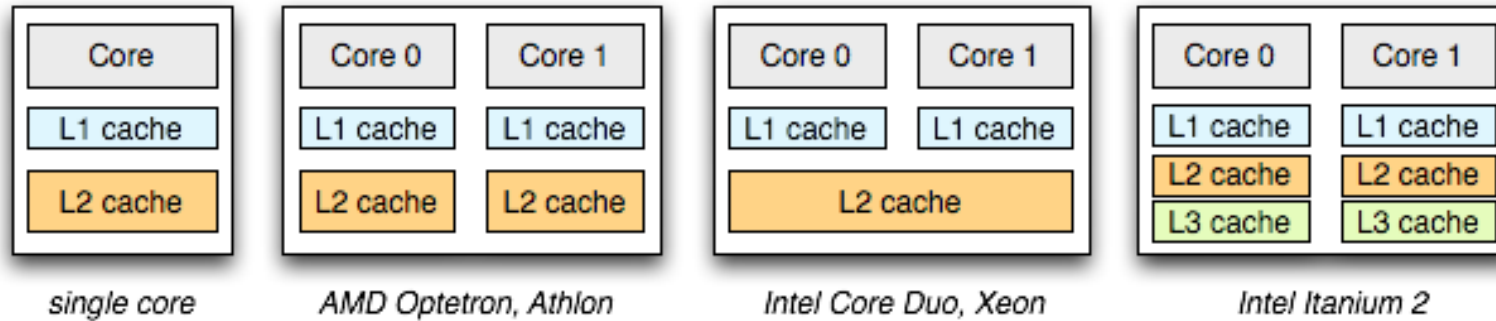 Core
L1 cache
L2 cache
single core
Core 0 Core 1
L1 cache L1 cache
L2 cache L2 cache
AMD Optetron, Athlon
Core 0 Core 1
L1 cache L1 cache
L2 cache
Intel Core Duo, Xeon
Core 0 Core 1
L1 cache L1 cache
L2 cache L2 cache
L3 cache L3 cache
Intel Itanium 2